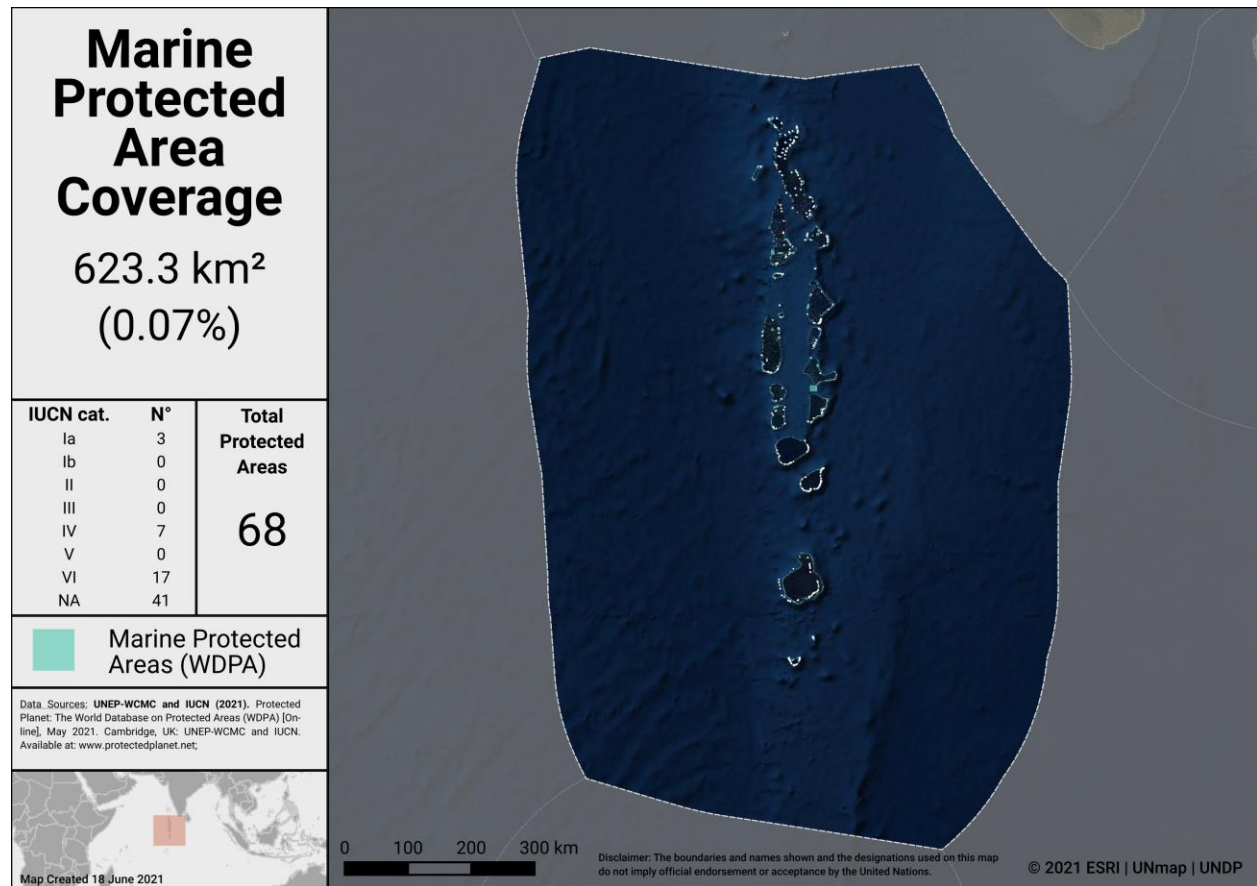 Marine
Protected
Area
Coverage
623.3 km²
(0.07%)
IUCN cat. N°
Ia 3
Ib 0
II 0
III 0
IV 7
V 0
VI 17
NA 41
Total
Protected
Areas
68
Marine Protected
Areas (WDPA)
Data Sources: UNEP-WCMC and IUCN (2021). Protected
Planet: The World Database on Protected Areas (WDPA) [On-
line], May 2021. Cambridge, UK: UNEP-WCMC and IUCN.
Available at: www.protectedplanet.net;
Map Created 18 June 2021
0 100 200 300 km
Disclaimer: The boundaries and names shown and the designations used on this map
do not imply official endorsement or acceptance by the United Nations.
© 2021 ESRI | UNmap | UNDP